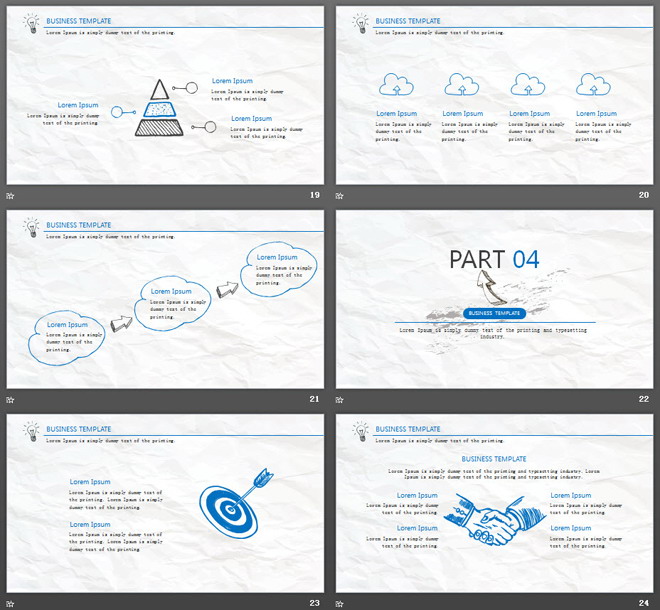 BUSINESS TEMPLATE
Lorem Ipsum is simply dummy text of the printing.
Lorem Ipsum
Lorem Ipsum is simply dummy
text of the printing.
Lorem Ipsum
Lorem Ipsum is simply dummy
text of the printing.
Lorem Ipsum
Lorem Ipsum is simply dummy
text of the printing.
19
BUSINESS TEMPLATE
Lorem Ipsum is simply dummy text of the printing.
Lorem Ipsum
Lorem Ipsum is simply
dummy text of the
printing.
Lorem Ipsum
Lorem Ipsum is simply
dummy text of the
printing.
Lorem Ipsum
Lorem Ipsum is simply
dummy text of the
printing.
Lorem Ipsum
Lorem Ipsum is simply
dummy text of the
printing.
20
BUSINESS TEMPLATE
Lorem Ipsum is simply dummy text of the printing.
Lorem Ipsum
Lorem Ipsum is simply
dummy text of the
printing.
Lorem Ipsum
Lorem Ipsum is simply
dummy text of the
printing.
Lorem Ipsum
Lorem Ipsum is simply
dummy text of the
printing.
21
PART 04
BUSINESS TEMPLATE
Lorem Ipsum is simply dummy text of the printing and typesetting
industry.
22
BUSINESS TEMPLATE
Lorem Ipsum is simply dummy text of the printing.
Lorem Ipsum
Lorem Ipsum is simply dummy text of
the printing. Lorem Ipsum is simply
dummy text of the printing.
Lorem Ipsum
Lorem Ipsum is simply dummy text of
the printing. Lorem Ipsum is simply
dummy text of the printing.
23
BUSINESS TEMPLATE
Lorem Ipsum is simply dummy text of the printing.
BUSINESS TEMPLATE
Lorem Ipsum is simply dummy text of the printing and typesetting industry. Lorem
Ipsum is simply dummy text of the printing and typesetting industry.
Lorem Ipsum
Lorem Ipsum is simply
dummy text of the
printing.
Lorem Ipsum
Lorem Ipsum is simply
dummy text of the
printing.
Lorem Ipsum
Lorem Ipsum is simply
dummy text of the
printing.
Lorem Ipsum
Lorem Ipsum is simply
dummy text of the
printing.
24